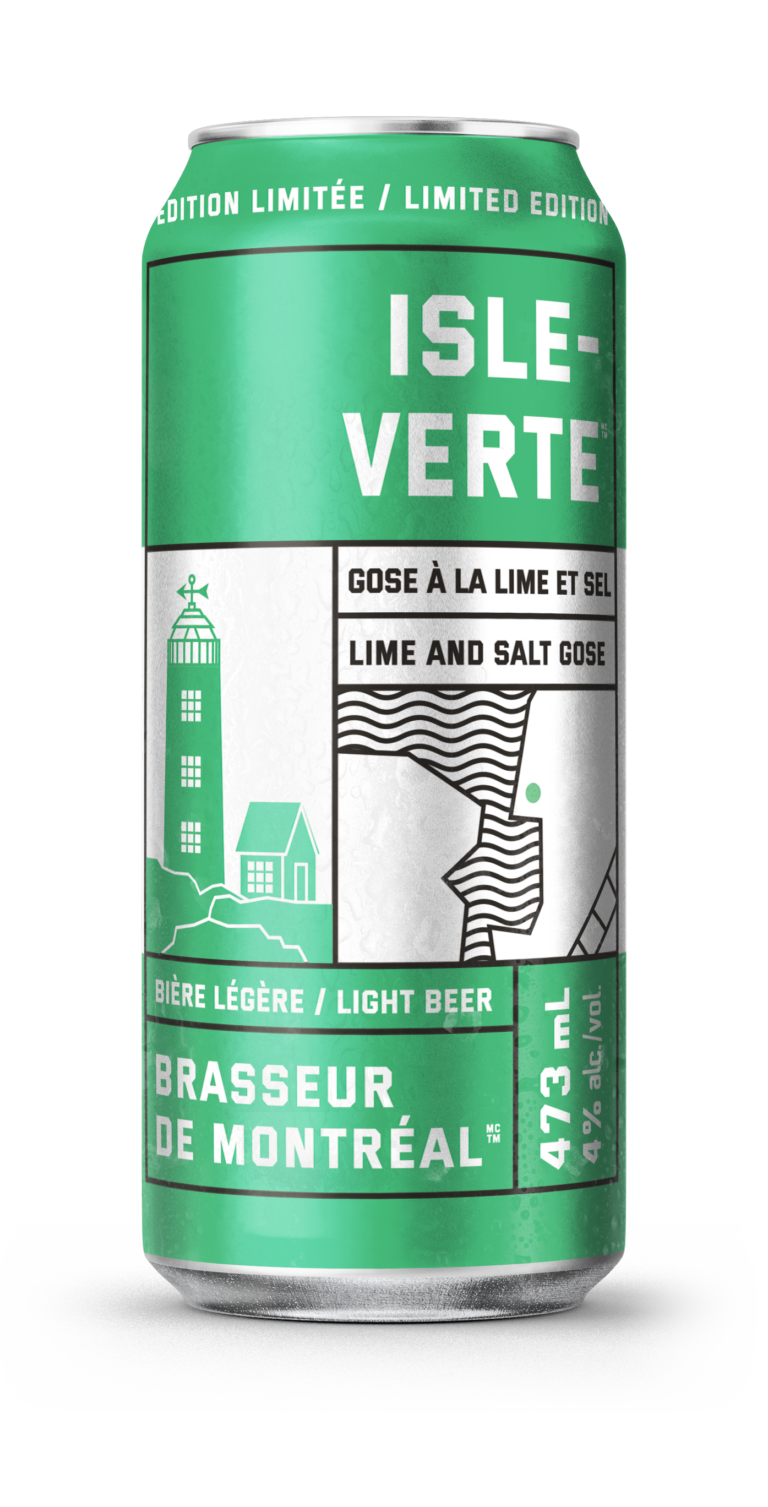 EDITION LIMITÉE / LIMITED EDITION
ISLE-
VERTE MC TM
GOSE À LA LIME ET SEL
LIME AND SALT GOSE
BIÈRE LÉGÈRE / LIGHT BEER
BRASSEUR
DE MONTRÉAL MC TM
473 mL
4% alc./vol.